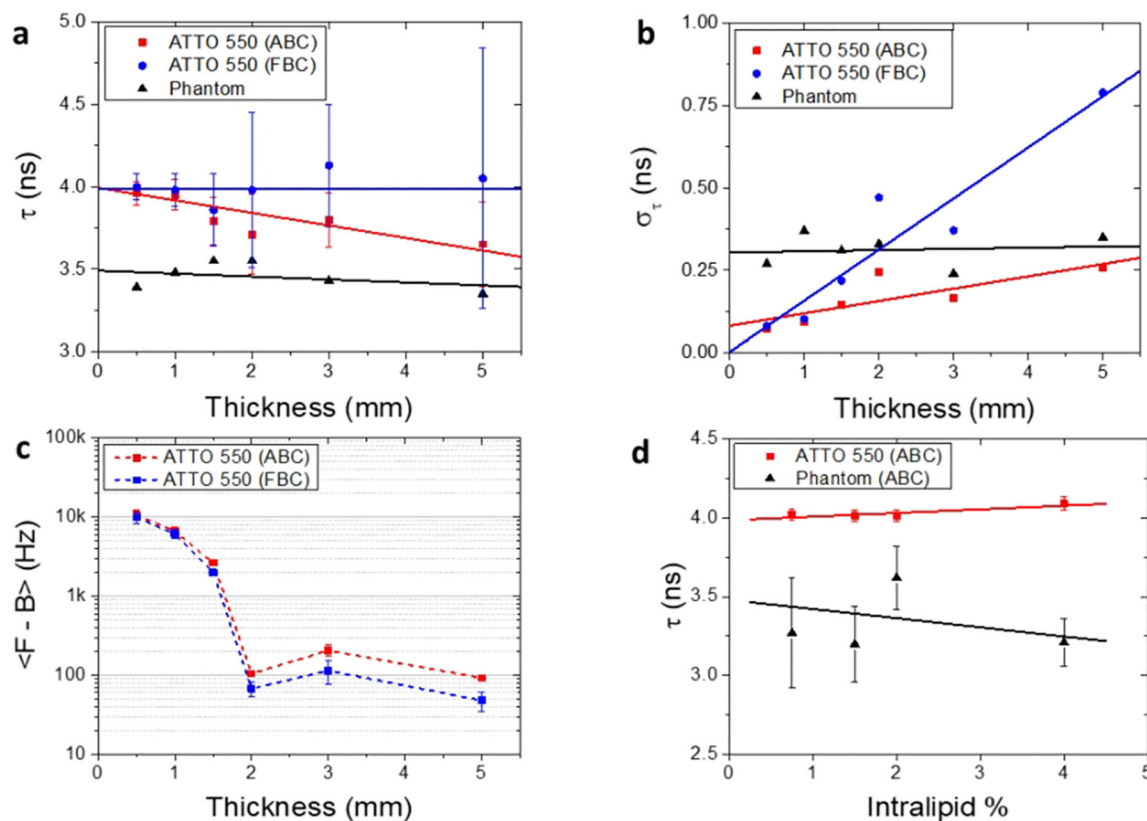 a
ATTO 550 (ABC)
ATTO 550 (FBC)
Phantom
5.0
4.5
4.0
3.5
3.0
τ (ns)
0 1 2 3 4 5
Thickness (mm)
b
ATTO 550 (ABC)
ATTO 550 (FBC)
Phantom
1.00
0.75
0.50
0.25
0.00
στ (ns)
0 1 2 3 4 5
Thickness (mm)
c
ATTO 550 (ABC)
ATTO 550 (FBC)
100k
10k
1k
100
10
<F - B> (Hz)
0 1 2 3 4 5
Thickness (mm)
d
ATTO 550 (ABC)
Phantom (ABC)
4.5
4.0
3.5
3.0
2.5
τ (ns)
1 2 3 4 5
Intralipid %